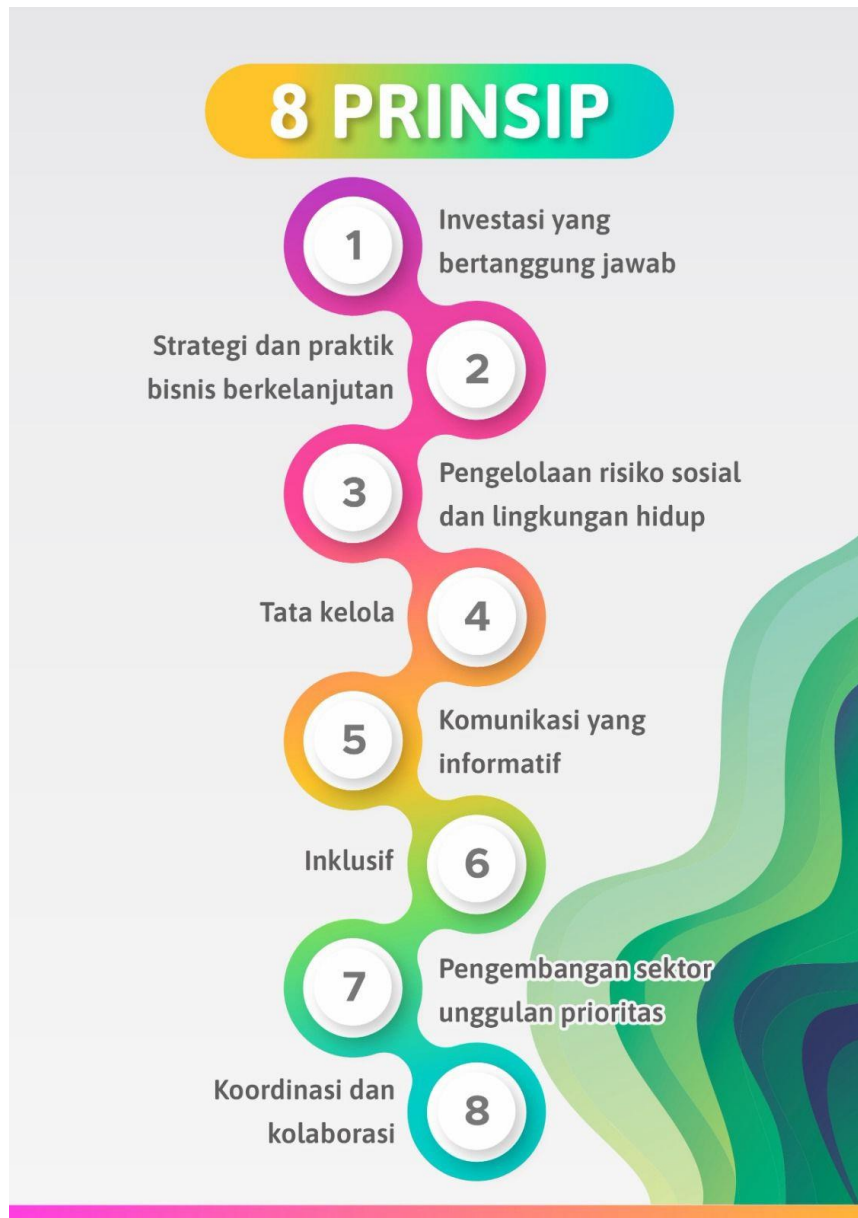 8 PRINSIP
1
Investasi yang
bertanggung jawab
Strategi dan praktik
bisnis berkelanjutan
2
3
Pengelolaan risiko sosial
dan lingkungan hidup
Tata kelola
4
5
Komunikasi yang
informatif
Inklusif
6
7
Pengembangan sektor
unggulan prioritas
Koordinasi dan
kolaborasi
8